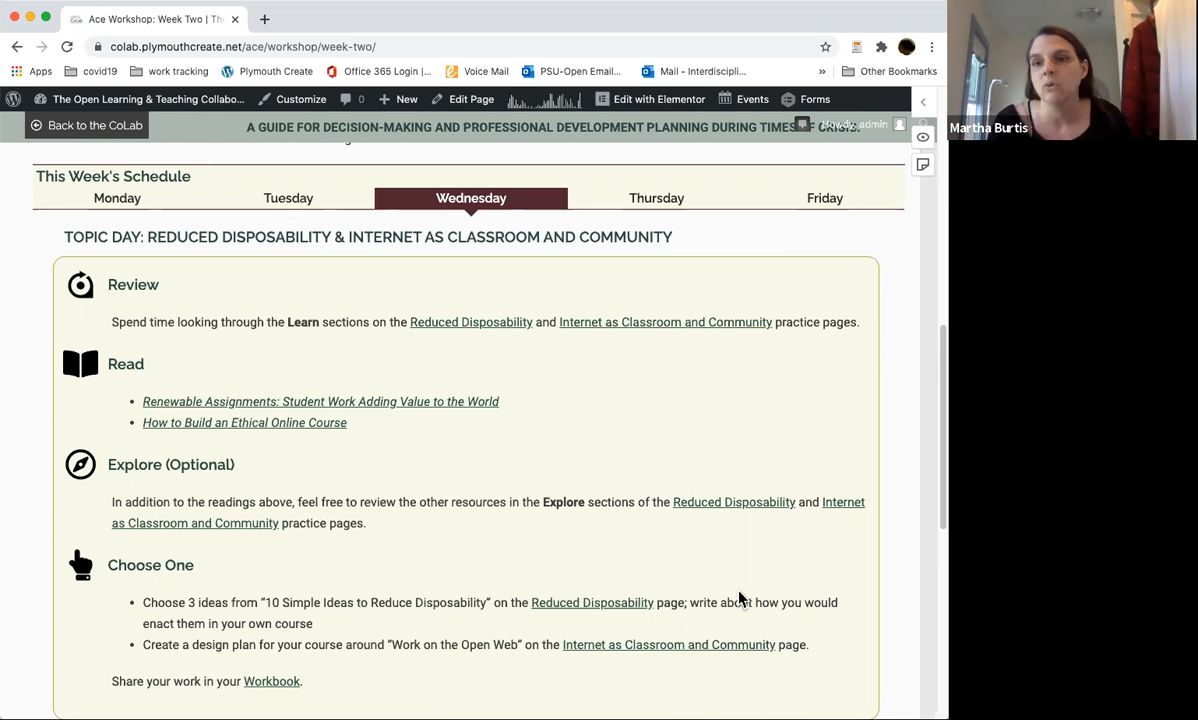 Ace Workshop: Week Two | Th
colab.plymouthcreate.net/ace/workshop/week-two/
Apps covid19 work tracking Plymouth Create Office 365 Login |... Voice Mail PSU-Open Email... Mail - Interdiscipli... » Other Bookmarks
The Open Learning & Teaching Collabo... Customize 0 New Edit Page Edit with Elementor Events Forms
Martha Burtis
Back to the CoLab
A GUIDE FOR DECISION-MAKING AND PROFESSIONAL DEVELOPMENT PLANNING DURING TIMES OF CRISIS.
Howdy, admin
This Week's Schedule
Monday Tuesday Wednesday Thursday Friday
TOPIC DAY: REDUCED DISPOSABILITY & INTERNET AS CLASSROOM AND COMMUNITY
Review
Spend time looking through the Learn sections on the Reduced Disposability and Internet as Classroom and Community practice pages.
Read
• Renewable Assignments: Student Work Adding Value to the World
• How to Build an Ethical Online Course
Explore (Optional)
In addition to the readings above, feel free to review the other resources in the Explore sections of the Reduced Disposability and Internet
as Classroom and Community practice pages.
Choose One
• Choose 3 ideas from “10 Simple Ideas to Reduce Disposability” on the Reduced Disposability page; write about how you would
enact them in your own course
• Create a design plan for your course around “Work on the Open Web” on the Internet as Classroom and Community page.
Share your work in your Workbook.